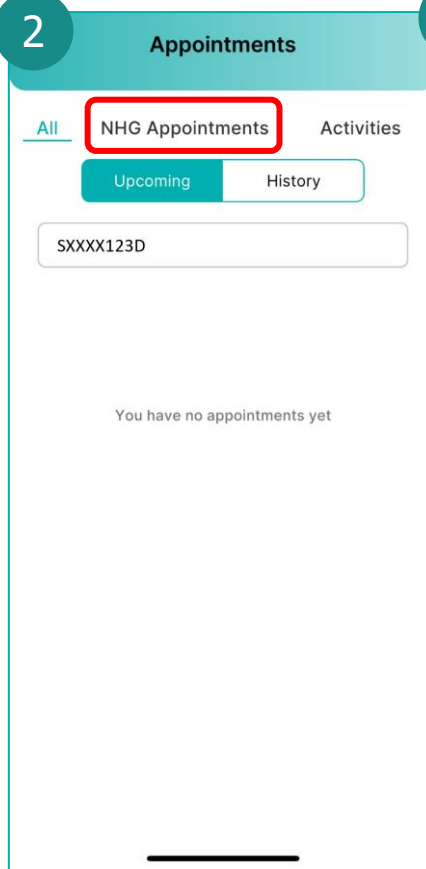 2
Appointments
All NHG Appointments Activities
Upcoming History
SXXXX123D
You have no appointments yet